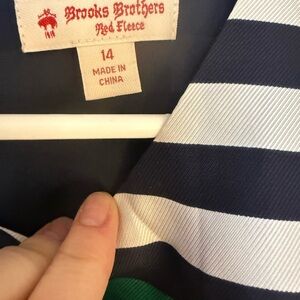 Brooks Brothers
Red Fleece
14
MADE IN
CHINA